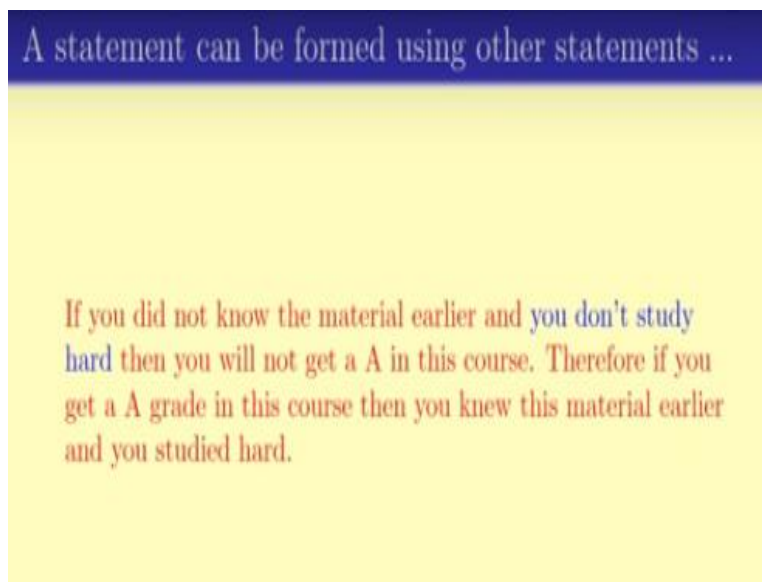 A statement can be formed using other statements ...
If you did not know the material earlier and you don't study
hard then you will not get a A in this course. Therefore if you
get a A grade in this course then you knew this material earlier
and you studied hard.